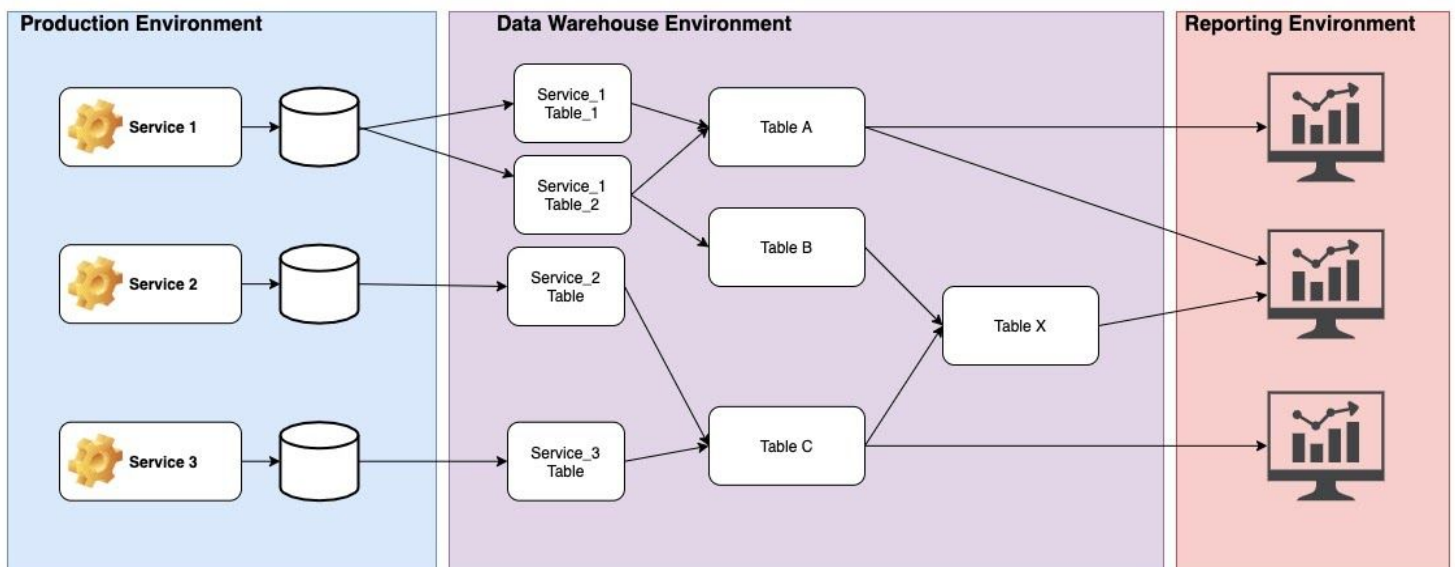 Production Environment
Data Warehouse Environment
Reporting Environment
Service 1
Service_1
Table_1
Table A
Service_1
Table_2
Table B
Service 2
Service_2
Table
Table X
Service 3
Service_3
Table
Table C